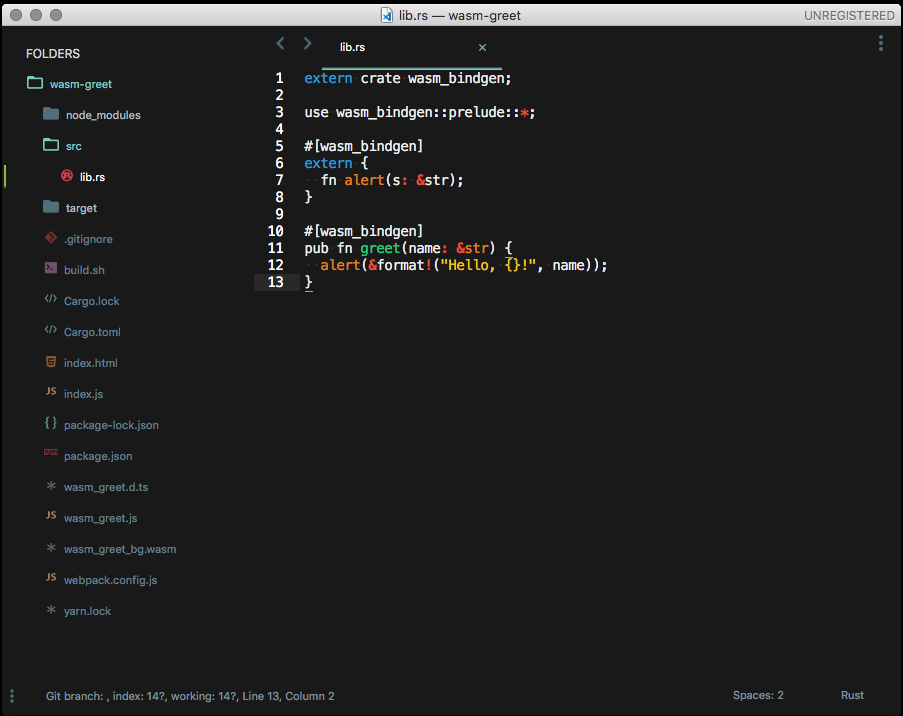 lib.rs — wasm-greet
UNREGISTERED
FOLDERS
wasm-greet
node_modules
src
lib.rs
target
.gitignore
build.sh
Cargo.lock
Cargo.toml
index.html
JS index.js
{ } package-lock.json
package.json
* wasm_greet.d.ts
JS wasm_greet.js
* wasm_greet_bg.wasm
JS webpack.config.js
* yarn.lock
lib.rs ×
1 extern crate wasm_bindgen;
2
3 use wasm_bindgen::prelude::*;
4
5 #[wasm_bindgen]
6 extern {
7   fn alert(s: &str);
8 }
9
10 #[wasm_bindgen]
11 pub fn greet(name: &str) {
12   alert(&format!("Hello, {}!", name));
13 }
Git branch: , index: 14?, working: 14?, Line 13, Column 2
Spaces: 2
Rust